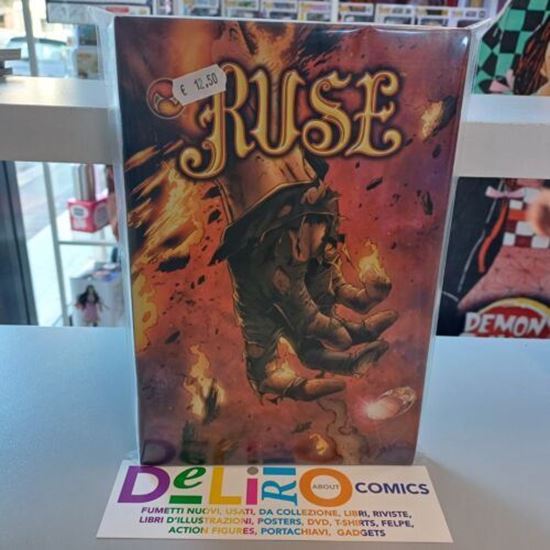 € 12.50
RUSE
DEMON
DeLiRiO
ABOUT
COMICS
FUMETTI NUOVI, USATI, DA COLLEZIONE, LIBRI, RIVISTE,
LIBRI D'ILLUSTRAZIONI, POSTERS, DVD, T-SHIRTS, FELPE,
ACTION FIGURES, PORTACHIAVI, GADGETS